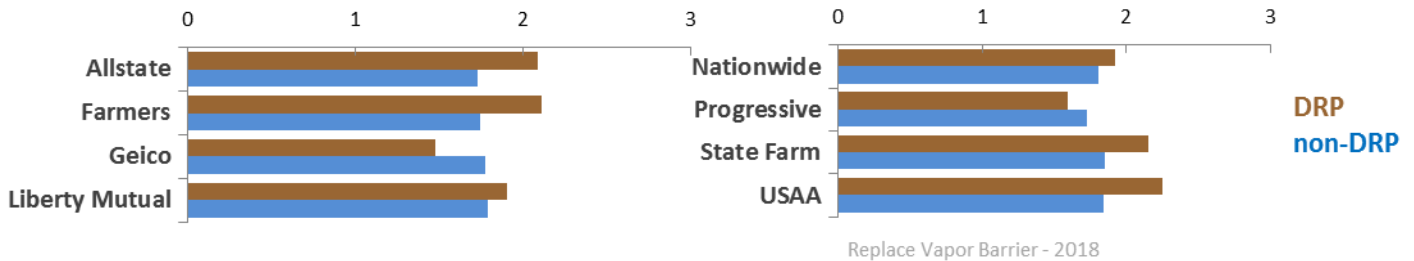 0 1 2 3
Allstate
Farmers
Geico
Liberty Mutual
0 1 2 3
Nationwide
Progressive
State Farm
USAA
DRP
non-DRP
Replace Vapor Barrier - 2018